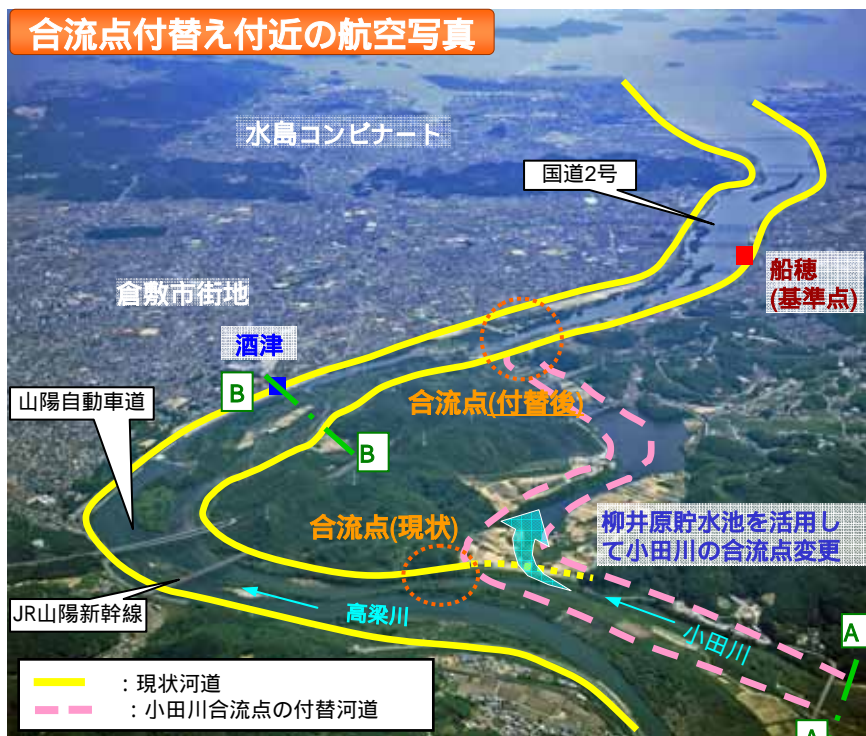 合流点付替え付近の航空写真
水島コンビナート
国道2号
船穂
(基準点)
倉敷市街地
酒津
B
山陽自動車道
合流点(付替後)
B
合流点(現状)
柳井原貯水池を活用し
て小田川の合流点変更
JR山陽新幹線
高梁川
小田川
A
：現状河道
：小田川合流点の付替河道
A